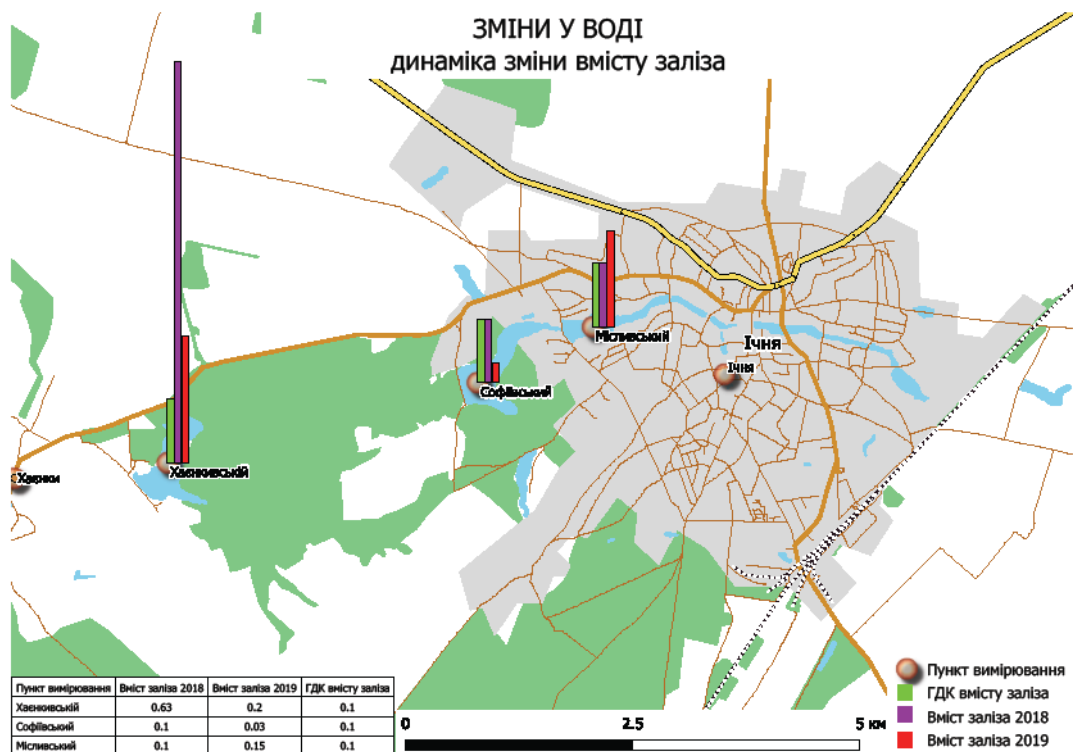 ЗМІНИ У ВОДІ
динаміка зміни вмісту заліза
Місливський
Ічня
Ічня
Софіївський
Хаєнки
Хаєнкивській
Пункт вимірювання Вміст заліза 2018 Вміст заліза 2019 ГДК вмісту заліза
Хаєнкивській 0.63 0.2 0.1
Софіївський 0.1 0.03 0.1
Місливський 0.1 0.15 0.1
0 2.5 5 км
Пункт вимірювання
ГДК вмісту заліза
Вміст заліза 2018
Вміст заліза 2019